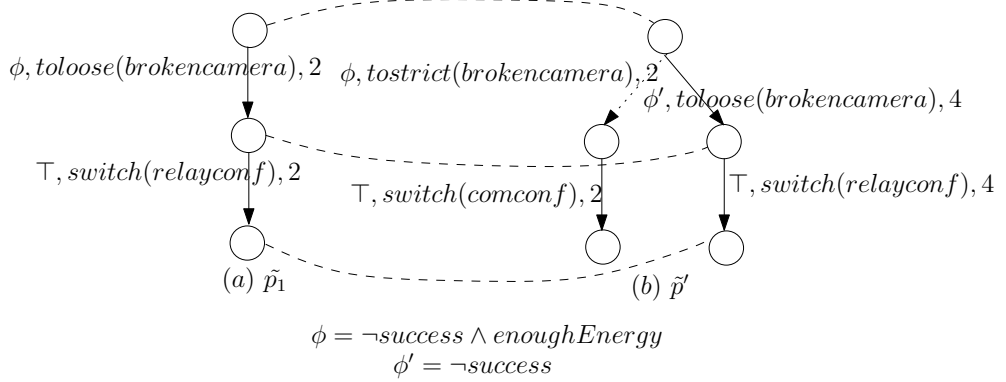 ϕ, toloose(brokencamera), 2
ϕ, tostrict(brokencamera), 2
ϕ′, toloose(brokencamera), 4
⊤, switch(relayconf), 2
⊤, switch(comconf), 2
⊤, switch(relayconf), 4
(a) p̃₁
(b) p̃′
ϕ = ¬success ∧ enoughEnergy
ϕ′ = ¬success